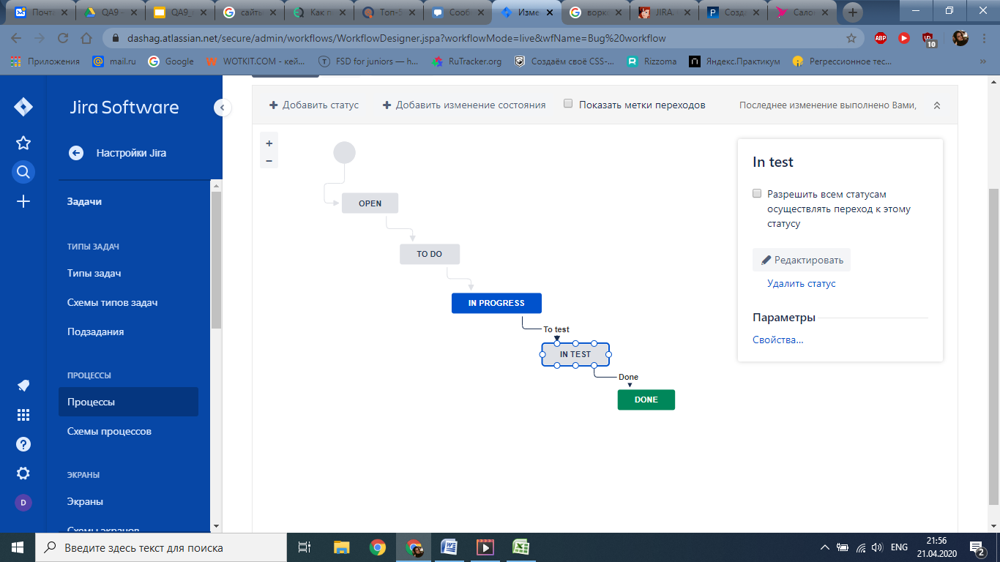 Почт
QA9 -
QA9_
сайть
Как п
Топ-5
Сооб
Изме
ворк
JIRA.
Созд
Сало
dashag.atlassian.net/secure/admin/workflows/WorkflowDesigner.jspa?workflowMode=live&wfName=Bug%20workflow
ABP
10
Приложения
mail.ru
Google
WOTKIT.COM - кей...
FSD for juniors — h...
RuTracker.org
Создаём своё CSS-...
Rizzoma
Яндекс.Практикум
Регрессионное тес...
»
Jira Software
Настройки Jira
Задачи
ТИПЫ ЗАДАЧ
Типы задач
Схемы типов задач
Подзадания
ПРОЦЕССЫ
Процессы
Схемы процессов
ЭКРАНЫ
Экраны
Схемы экранов
D
+ Добавить статус
+ Добавить изменение состояния
Показать метки переходов
Последнее изменение выполнено Вами,
+
−
OPEN
TO DO
IN PROGRESS
To test
IN TEST
Done
DONE
In test
Разрешить всем статусам
осуществлять переход к этому
статусу
Редактировать
Удалить статус
Параметры
Свойства...
Введите здесь текст для поиска
ENG
21:56
21.04.2020
2